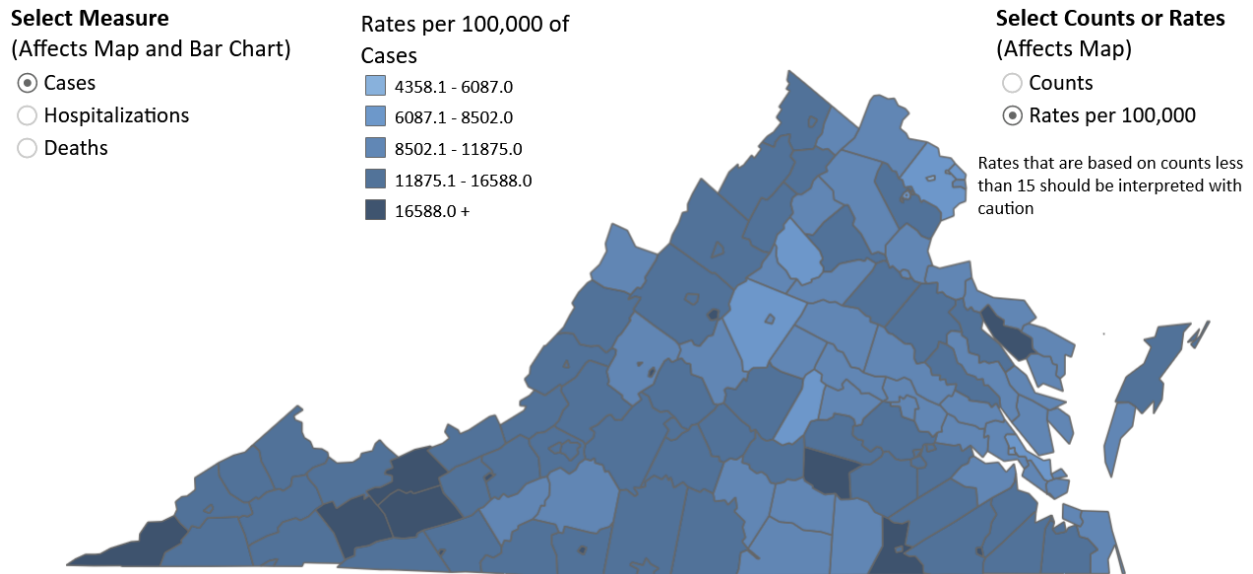 Select Measure
(Affects Map and Bar Chart)
Cases
Hospitalizations
Deaths
Rates per 100,000 of
Cases
4358.1 - 6087.0
6087.1 - 8502.0
8502.1 - 11875.0
11875.1 - 16588.0
16588.0 +
Select Counts or Rates
(Affects Map)
Counts
Rates per 100,000
Rates that are based on counts less
than 15 should be interpreted with
caution